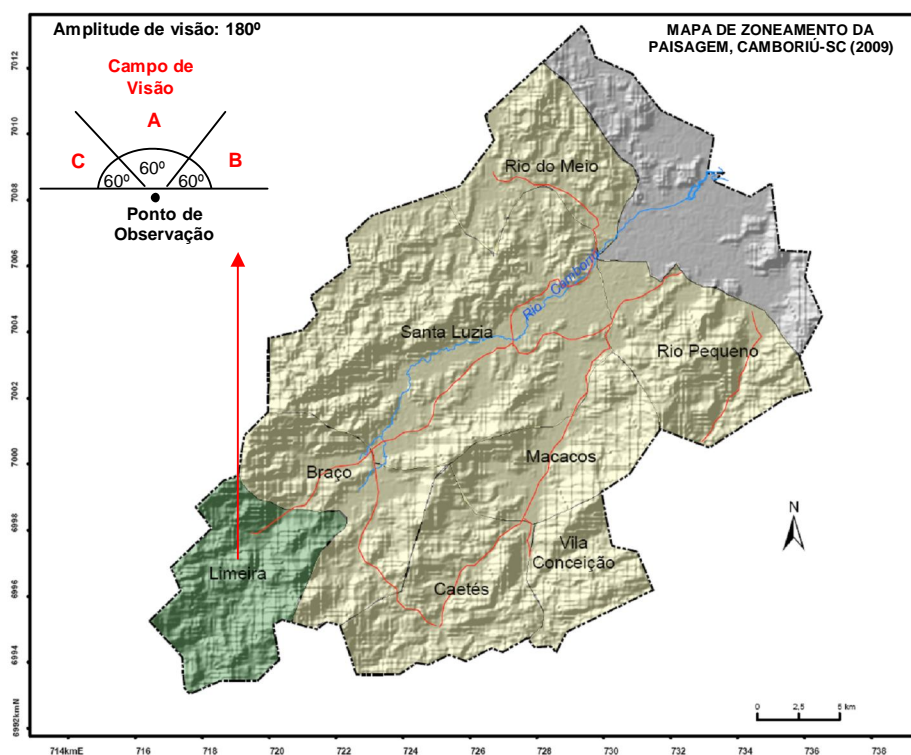 Amplitude de visão: 180º
MAPA DE ZONEAMENTO DA
PAISAGEM, CAMBORIÚ-SC (2009)
Campo de
Visão
A
C
B
60º
60º
60º
Ponto de
Observação
Rio do Meio
Rio Camboriú
Santa Luzia
Rio Pequeno
Braço
Macacos
Limeira
Vila
Conceição
Caetés
N
0
2,5
5 km
7012
7010
7008
7006
7004
7002
7000
6998
6996
6994
6992kmN
714kmE
716
718
720
722
724
726
728
730
732
734
736
738